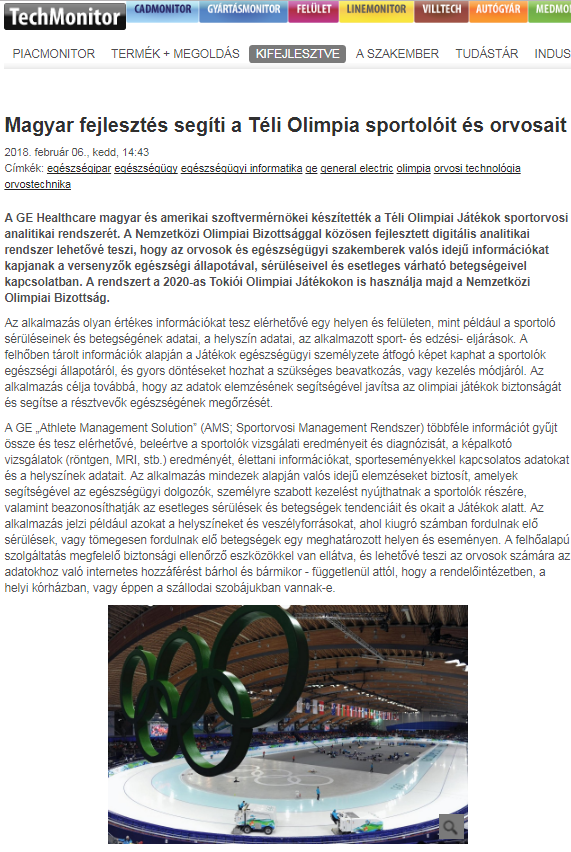 TechMonitor
CADMONITOR GYÁRTÁSMONITOR FELÜLET LINEMONITOR VILLTECH AUTÓGYÁR MEDMO
PIACMONITOR TERMÉK + MEGOLDÁS KIFEJLESZTVE A SZAKEMBER TUDÁSTÁR INDUS
Magyar fejlesztés segíti a Téli Olimpia sportolóit és orvosait
2018. február 06., kedd, 14:43
Címkék: egészségipar egészségügy egészségügyi informatika ge general electric olimpia orvosi technológia
orvostechnika
A GE Healthcare magyar és amerikai szoftvermérnökei készítették a Téli Olimpiai Játékok sportorvosi
analitikai rendszerét. A Nemzetközi Olimpiai Bizottsággal közösen fejlesztett digitális analitikai
rendszer lehetővé teszi, hogy az orvosok és egészségügyi szakemberek valós idejű információkat
kapjanak a versenyzők egészségi állapotával, sérüléseivel és esetleges várható betegségeivel
kapcsolatban. A rendszert a 2020-as Tokiói Olimpiai Játékokon is használja majd a Nemzetközi
Olimpiai Bizottság.
Az alkalmazás olyan értékes információkat tesz elérhetővé egy helyen és felületen, mint például a sportoló
sérüléseinek és betegségének adatai, a helyszín adatai, az alkalmazott sport- és edzési- eljárások. A
felhőben tárolt információk alapján a Játékok egészségügyi személyzete átfogó képet kaphat a sportolók
egészségi állapotáról, és gyors döntéseket hozhat a szükséges beavatkozás, vagy kezelés módjáról. Az
alkalmazás célja továbbá, hogy az adatok elemzésének segítségével javítsa az olimpiai játékok biztonságát
és segítse a résztvevők egészségének megőrzését.
A GE „Athlete Management Solution” (AMS; Sportorvosi Management Rendszer) többféle információt gyűjt
össze és tesz elérhetővé, beleértve a sportolók vizsgálati eredményeit és diagnózisát, a képalkotó
vizsgálatok (röntgen, MRI, stb.) eredményét, élettani információkat, sporteseményekkel kapcsolatos adatokat
és a helyszínek adatait. Az alkalmazás mindezek alapján valós idejű elemzéseket biztosít, amelyek
segítségével az egészségügyi dolgozók, személyre szabott kezelést nyújthatnak a sportolók részére,
valamint beazonosíthatják az esetleges sérülések és betegségek tendenciáit és okait a Játékok alatt. Az
alkalmazás jelzi például azokat a helyszíneket és veszélyforrásokat, ahol kiugró számban fordulnak elő
sérülések, vagy tömegesen fordulnak elő betegségek egy meghatározott helyen és eseményen. A felhőalapú
szolgáltatás megfelelő biztonsági ellenőrző eszközökkel van ellátva, és lehetővé teszi az orvosok számára az
adatokhoz való internetes hozzáférést bárhol és bármikor - függetlenül attól, hogy a rendelőintézetben, a
helyi kórházban, vagy éppen a szállodai szobájukban vannak-e.